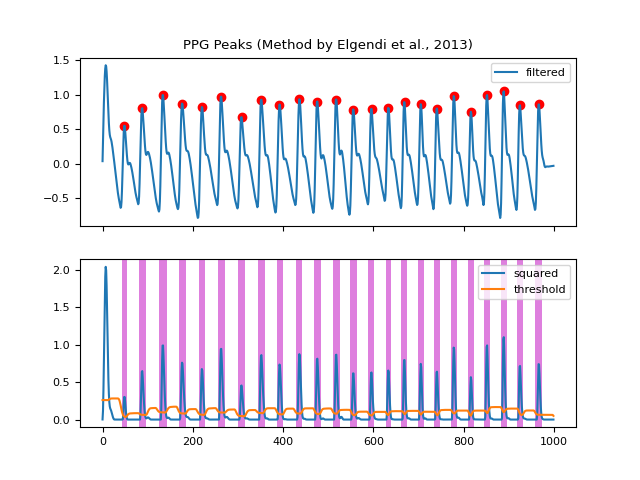 PPG Peaks (Method by Elgendi et al., 2013)
1.5
1.0
0.5
0.0
−0.5
filtered
2.0
1.5
1.0
0.5
0.0
squared
threshold
0 200 400 600 800 1000